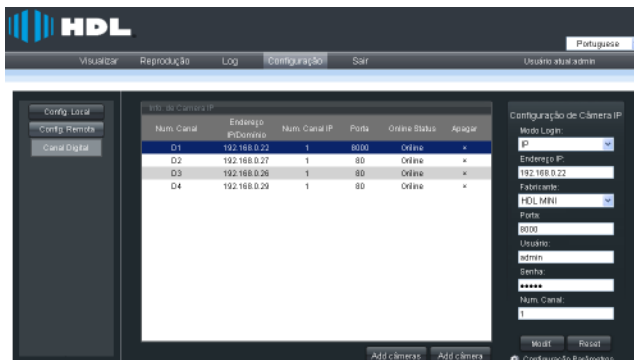 HDL
Portuguese
Visualizar Reprodução Log Configuração Sair Usuário atual admin
Config. Local
Config. Remota
Canal Digital
Info. de Camera IP
Num. Canal Endereço IP/Domínio Num. Canal IP Porta Online Status Apagar
D1 192.168.0.22 1 8000 Online ×
D2 192.168.0.27 1 80 Online ×
D3 192.168.0.26 1 80 Online ×
D4 192.168.0.29 1 80 Online ×
Add câmeras Add câmera
Configuração de Câmera IP
Modo Login:
IP
Endereço IP:
192.168.0.22
Fabricante:
HDL MINI
Porta:
8000
Usuário:
admin
Senha:
•••••
Num. Canal:
1
Modif. Reset
Configuração Parâmetros